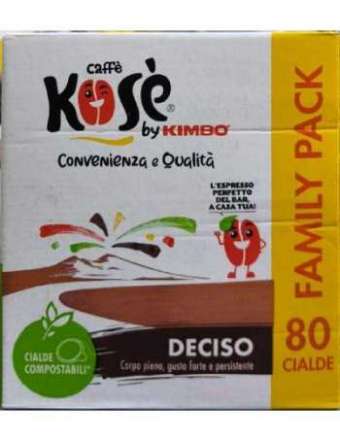 caffè
Kosè®
by KIMBO
Convenienza e Qualità
L'ESPRESSO
PERFETTO
DEL BAR,
A CASA TUA!
FAMILY PACK
80
CIALDE
CIALDE
COMPOSTABILI*
DECISO
Corpo pieno, gusto forte e persistente